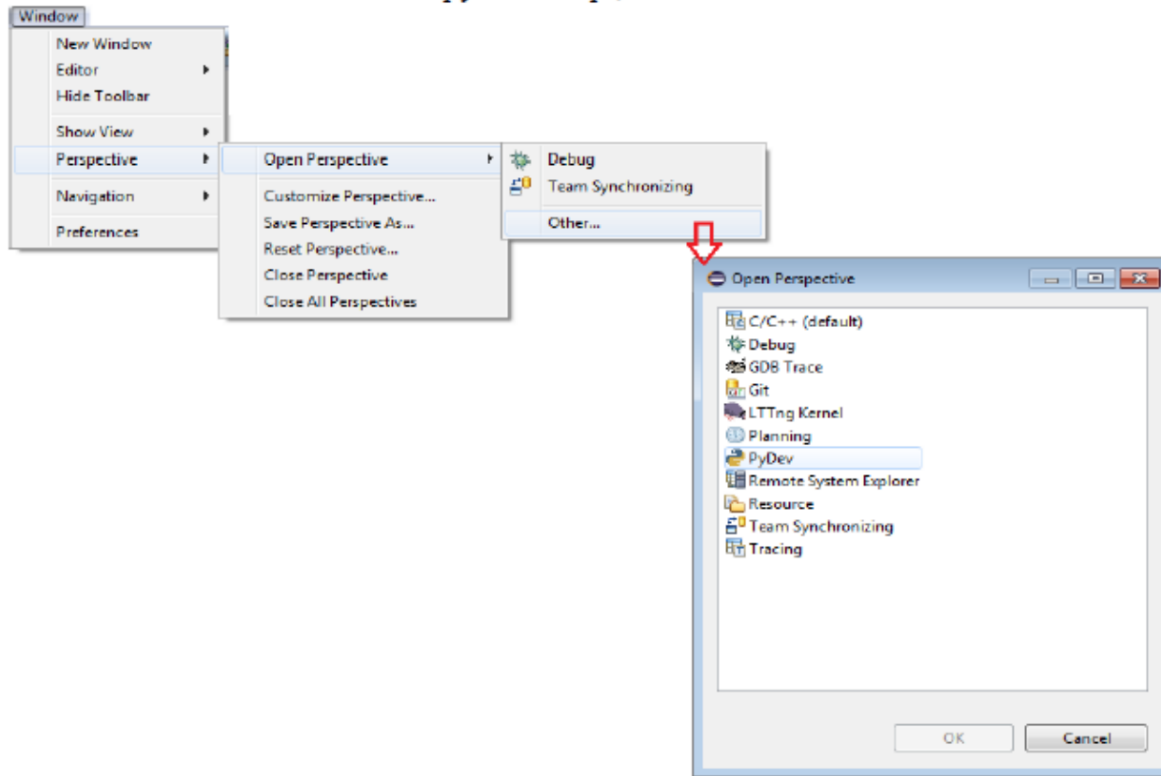 Window
New Window
Editor
Hide Toolbar
Show View
Perspective
Navigation
Preferences
Open Perspective
Customize Perspective...
Save Perspective As...
Reset Perspective...
Close Perspective
Close All Perspectives
Debug
Team Synchronizing
Other...
Open Perspective
C/C++ (default)
Debug
GDB Trace
Git
LTTng Kernel
Planning
PyDev
Remote System Explorer
Resource
Team Synchronizing
Tracing
OK Cancel